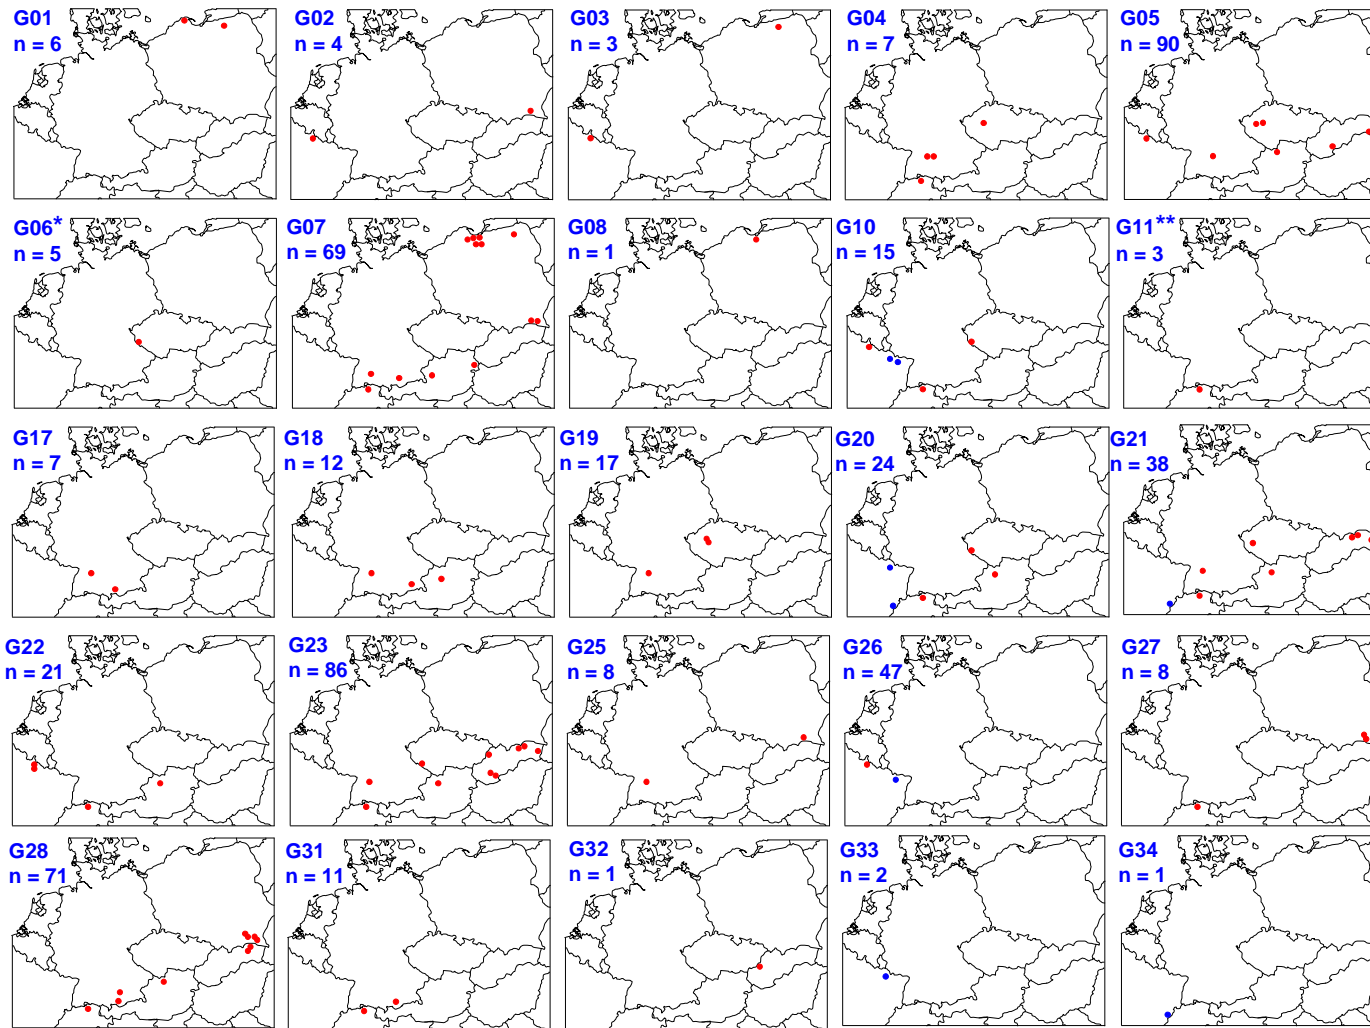 G01
n = 6
G02
n = 4
G03
n = 3
G04
n = 7
G05
n = 90
G06*
n = 5
G07
n = 69
G08
n = 1
G10
n = 15
G11**
n = 3
G17
n = 7
G18
n = 12
G19
n = 17
G20
n = 24
G21
n = 38
G22
n = 21
G23
n = 86
G25
n = 8
G26
n = 47
G27
n = 8
G28
n = 71
G31
n = 11
G32
n = 1
G33
n = 2
G34
n = 1